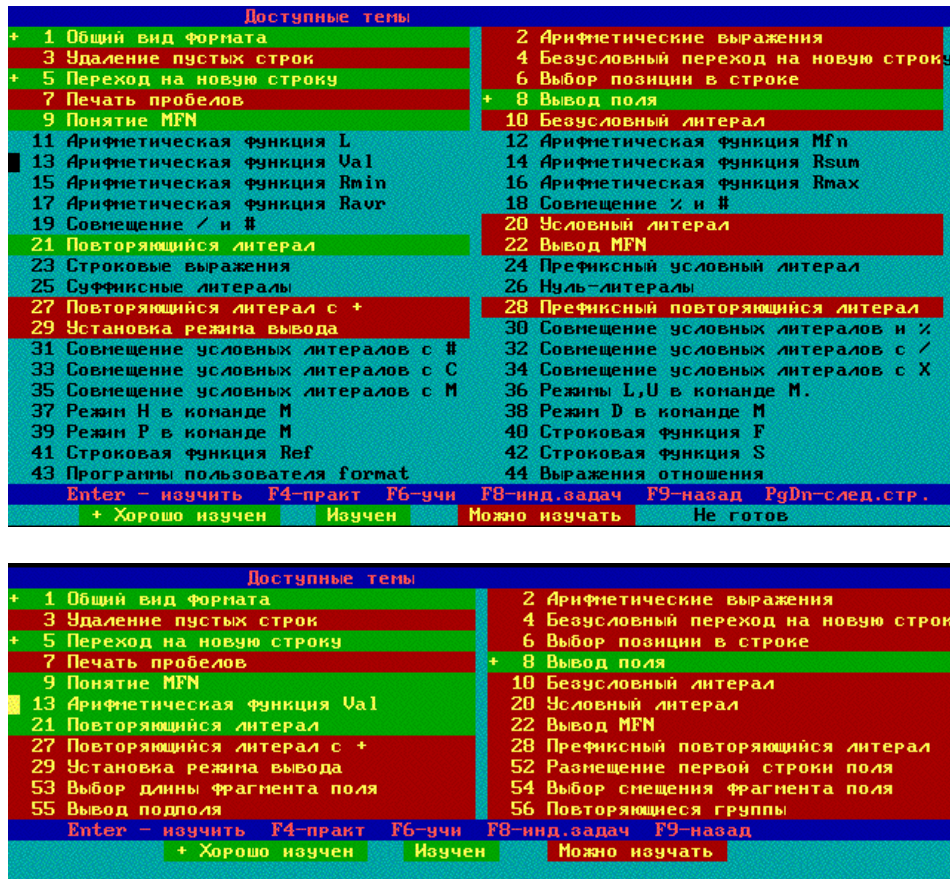 Доступные темы
+ 1 Общий вид формата 2 Арифметические выражения
3 Удаление пустых строк 4 Безусловный переход на новую строку
+ 5 Переход на новую строку 6 Выбор позиции в строке
7 Печать пробелов + 8 Вывод поля
9 Понятие MFN 10 Безусловный литерал
11 Арифметическая функция L 12 Арифметическая функция Mfn
13 Арифметическая функция Val 14 Арифметическая функция Rsum
15 Арифметическая функция Rmin 16 Арифметическая функция Rmax
17 Арифметическая функция Ravr 18 Совмещение % и #
19 Совмещение / и # 20 Условный литерал
21 Повторяющийся литерал 22 Вывод MFN
23 Строковые выражения 24 Префиксный условный литерал
25 Суффиксные литералы 26 Нуль-литералы
27 Повторяющийся литерал с + 28 Префиксный повторяющийся литерал
29 Установка режима вывода 30 Совмещение условных литералов и %
31 Совмещение условных литералов с # 32 Совмещение условных литералов с /
33 Совмещение условных литералов с C 34 Совмещение условных литералов с X
35 Совмещение условных литералов с M 36 Режимы L,U в команде M.
37 Режим H в команде M 38 Режим D в команде M
39 Режим P в команде M 40 Строковая функция F
41 Строковая функция Ref 42 Строковая функция S
43 Программы пользователя format 44 Выражения отношения
Enter - изучить F4-практ F6-учи F8-инд.задач F9-назад PgDn-след.стр.
+ Хорошо изучен Изучен Можно изучать Не готов
Доступные темы
+ 1 Общий вид формата 2 Арифметические выражения
3 Удаление пустых строк 4 Безусловный переход на новую строк
+ 5 Переход на новую строку 6 Выбор позиции в строке
7 Печать пробелов + 8 Вывод поля
9 Понятие MFN 10 Безусловный литерал
13 Арифметическая функция Val 20 Условный литерал
21 Повторяющийся литерал 22 Вывод MFN
27 Повторяющийся литерал с + 28 Префиксный повторяющийся литерал
29 Установка режима вывода 52 Размещение первой строки поля
53 Выбор длины фрагмента поля 54 Выбор смещения фрагмента поля
55 Вывод подполя 56 Повторяющиеся группы
Enter - изучить F4-практ F6-учи F8-инд.задач F9-назад
+ Хорошо изучен Изучен Можно изучать